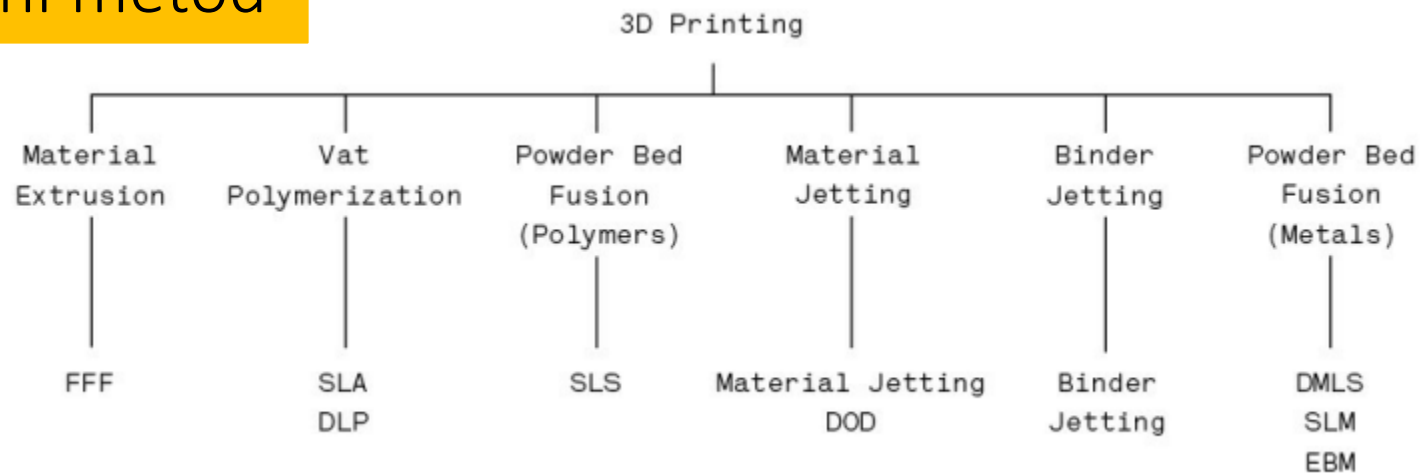 metod
3D Printing
Material
Extrusion
Vat
Polymerization
Powder Bed
Fusion
(Polymers)
Material
Jetting
Binder
Jetting
Powder Bed
Fusion
(Metals)
FFF
SLA
DLP
SLS
Material Jetting
DOD
Binder
Jetting
DMLS
SLM
EBM